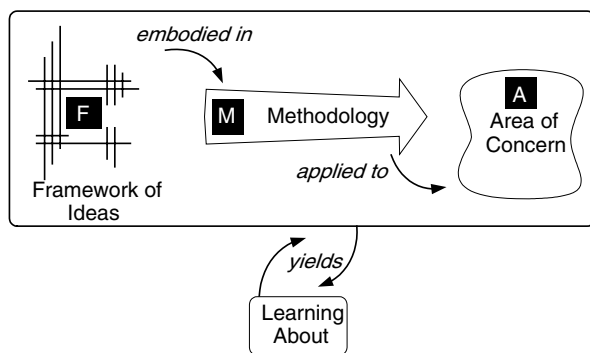 embodied in
F
Framework of
Ideas
M Methodology
applied to
A
Area of
Concern
yields
Learning
About